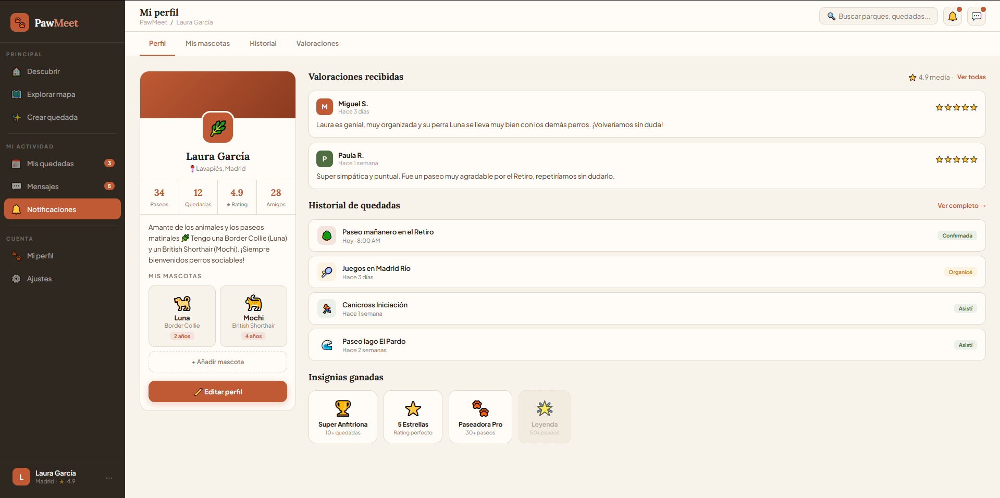 PawMeet
PRINCIPAL
Descubrir
Explorar mapa
Crear quedada
MI ACTIVIDAD
Mis quedadas 3
Mensajes 5
Notificaciones
CUENTA
Mi perfil
Ajustes
L
Laura García
Madrid · ★ 4.9
...
Mi perfil
PawMeet / Laura García
Buscar parques, quedadas...
Perfil Mis mascotas Historial Valoraciones
Laura García
Lavapiés, Madrid
34 12 4.9 28
Paseos Quedadas ★ Rating Amigos
Amante de los animales y los paseos
matinales 🌿 Tengo una Border Collie (Luna)
y un British Shorthair (Mochi). ¡Siempre
bienvenidos perros sociables!
MIS MASCOTAS
Luna
Border Collie
2 años
Mochi
British Shorthair
4 años
+ Añadir mascota
Editar perfil
Valoraciones recibidas
4.9 media · Ver todas
M
Miguel S.
Hace 3 días
Laura es genial, muy organizada y su perra Luna se lleva muy bien con los demás perros. ¡Volveríamos sin duda!
P
Paula R.
Hace 1 semana
Super simpática y puntual. Fue un paseo muy agradable por el Retiro, repetiríamos sin dudarlo.
Historial de quedadas
Ver completo →
Paseo mañanero en el Retiro
Hoy · 8:00 AM
Confirmada
Juegos en Madrid Río
Hace 3 días
Organicé
Canicross Iniciación
Hace 1 semana
Asistí
Paseo lago El Pardo
Hace 2 semanas
Asistí
Insignias ganadas
Super Anfitriona
10+ quedadas
5 Estrellas
Rating perfecto
Paseadora Pro
30+ paseos
Leyenda
50+ paseos